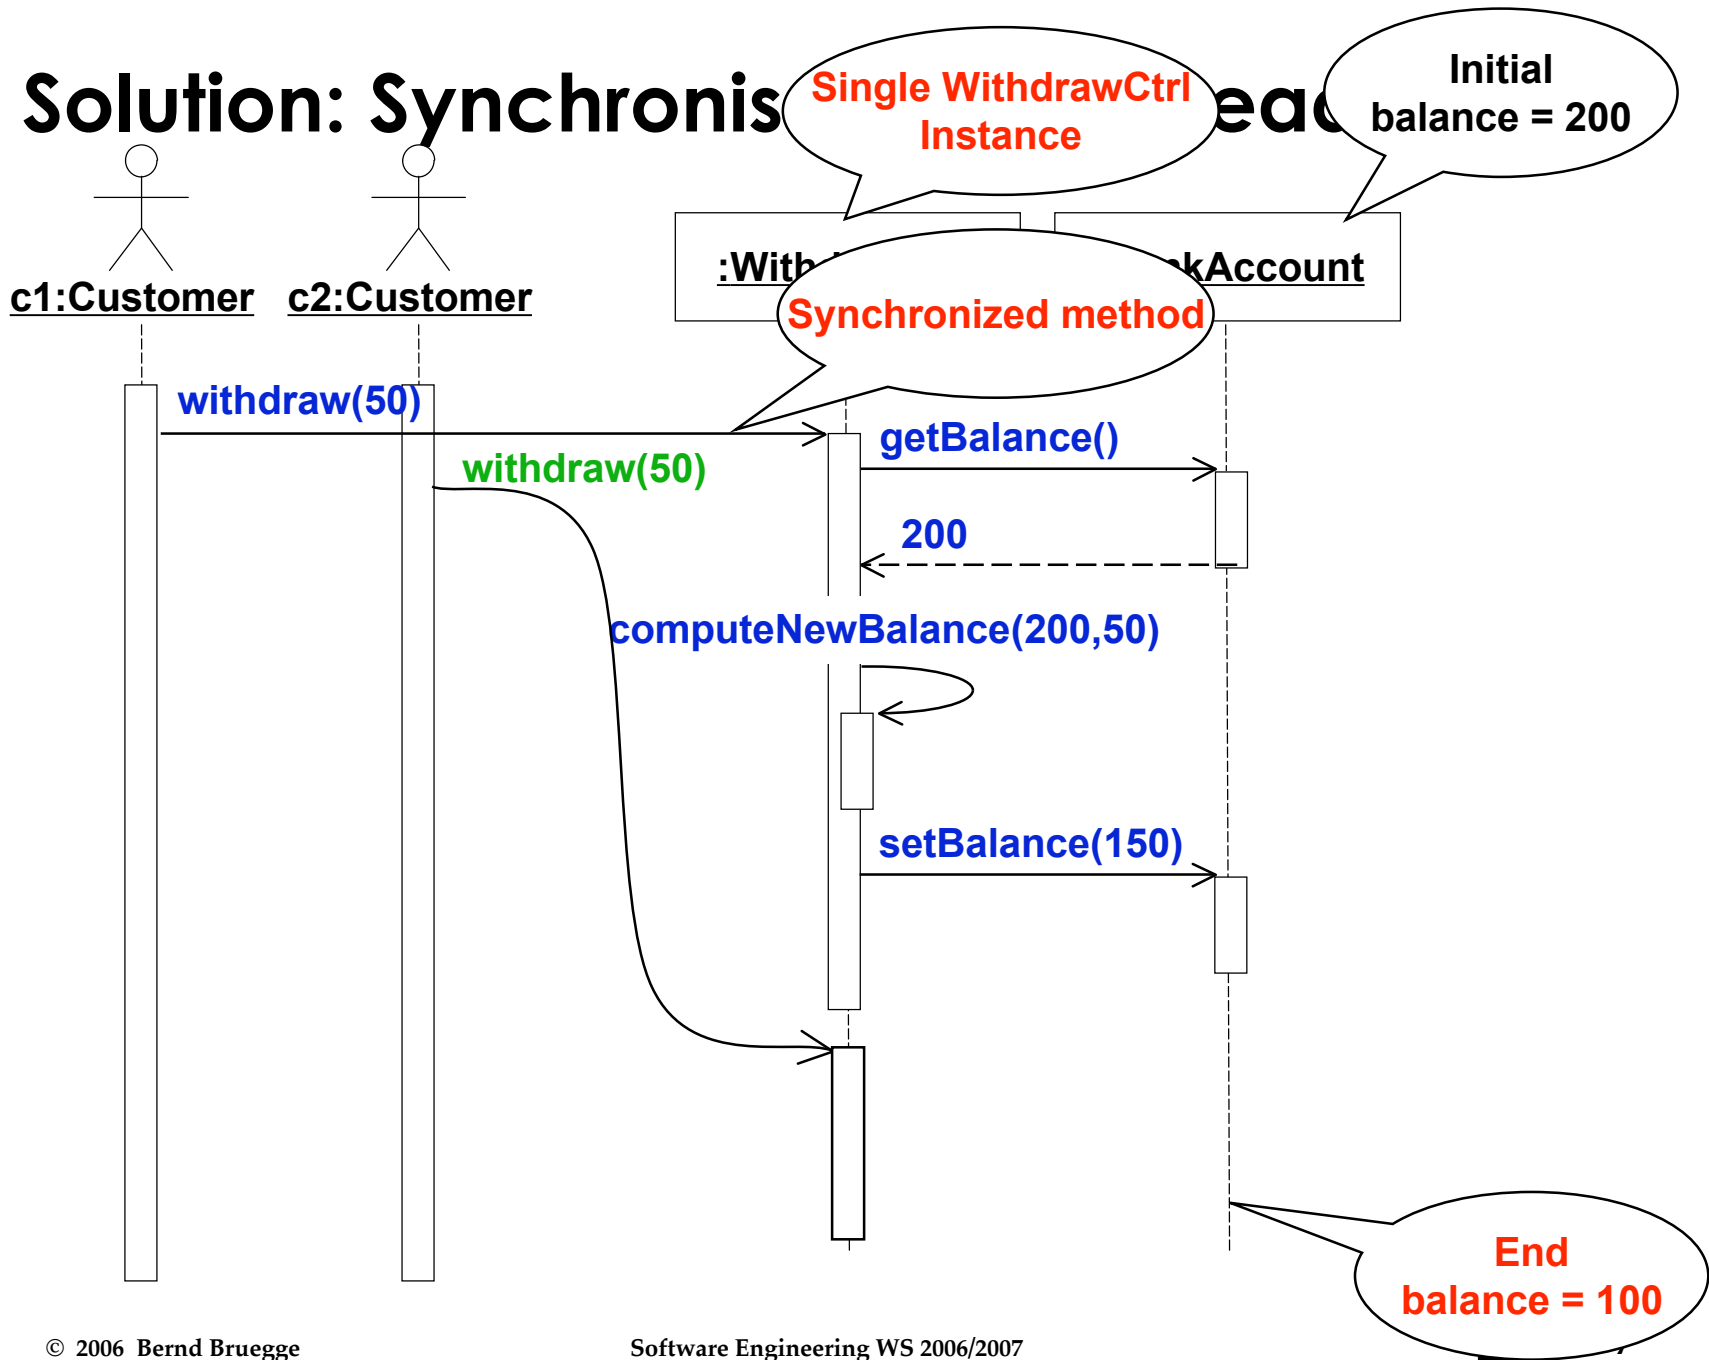 Solution: Synchronis
Single WithdrawCtrl
Instance
Initial
balance = 200
c1:Customer
c2:Customer
:With
kAccount
Synchronized method
withdraw(50)
getBalance()
withdraw(50)
200
computeNewBalance(200,50)
setBalance(150)
End
balance = 100
© 2006 Bernd Bruegge
Software Engineering WS 2006/2007